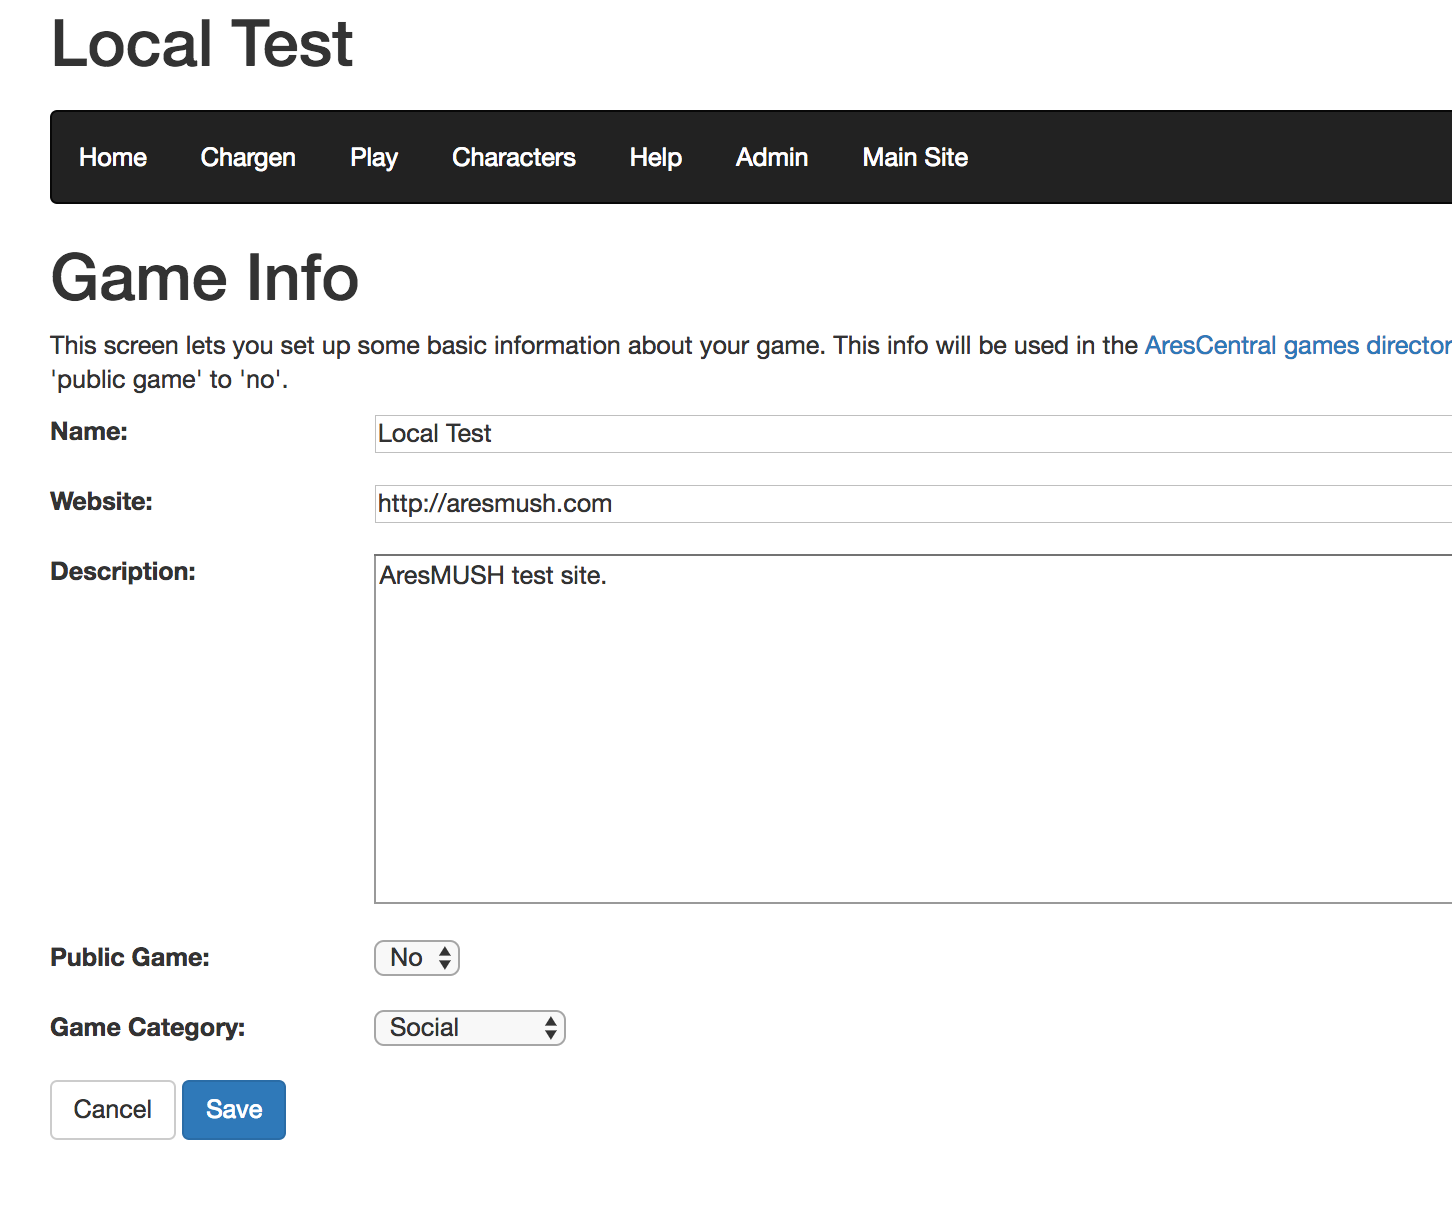 Local Test
Home Chargen Play Characters Help Admin Main Site
Game Info
This screen lets you set up some basic information about your game. This info will be used in the AresCentral games
'public game' to 'no'.
Name: Local Test
Website: http://aresmush.com
Description: AresMUSH test site.
Public Game: No
Game Category: Social
Cancel Save